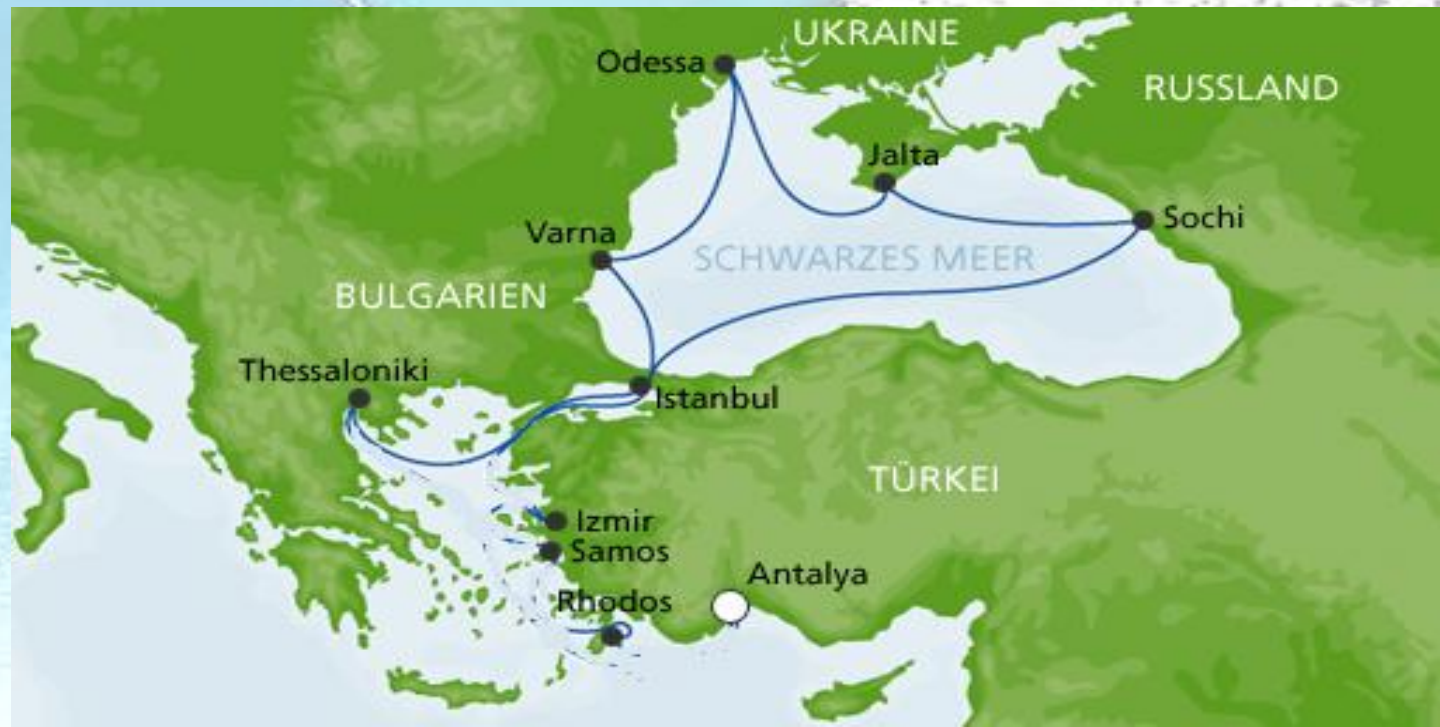 UKRAINE
Odessa
RUSSLAND
Jalta
Sochi
Varna
SCHWARZES MEER
BULGARIEN
Thessaloniki
Istanbul
TÜRKEI
Izmir
Samos
Antalya
Rhodos